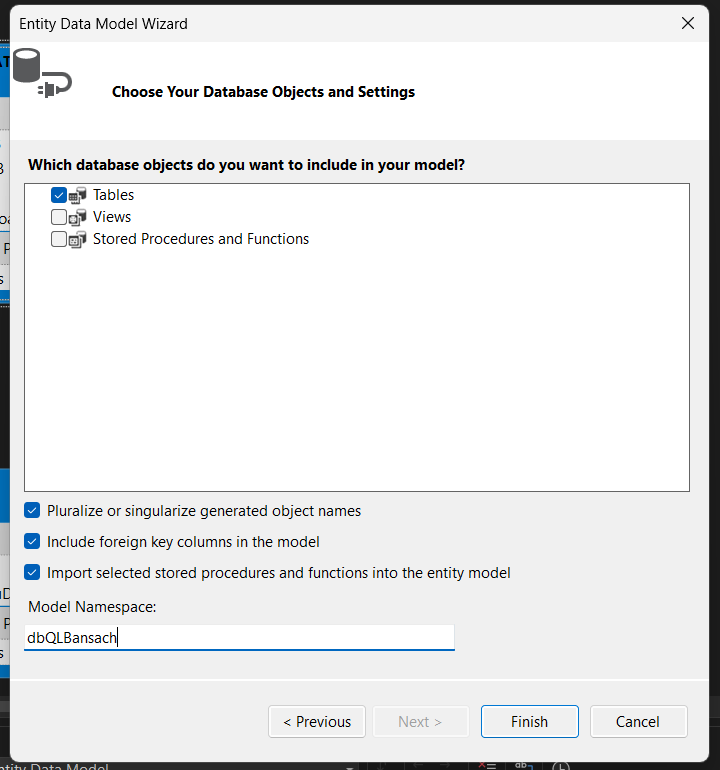 Entity Data Model Wizard
Choose Your Database Objects and Settings
Which database objects do you want to include in your model?
Tables
Views
Stored Procedures and Functions
Pluralize or singularize generated object names
Include foreign key columns in the model
Import selected stored procedures and functions into the entity model
Model Namespace:
dbQLBansach
< Previous
Next >
Finish
Cancel